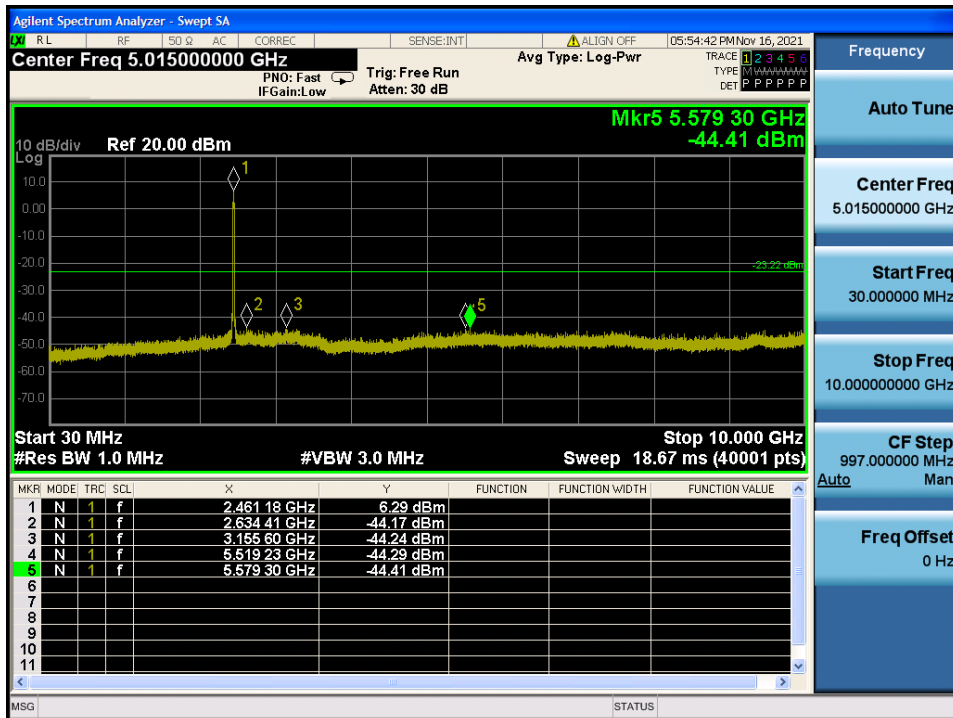 Agilent Spectrum Analyzer - Swept SA
LXI RL RF 50 Ω AC CORREC SENSE:INT ALIGN OFF 05:54:42 PM Nov 16, 2021
Center Freq 5.015000000 GHz
PNO: Fast
IFGain:Low
Trig: Free Run
Atten: 30 dB
Avg Type: Log-Pwr
TRACE 1 2 3 4 5 6
TYPE MWWWWW
DET P P P P P P
Mkr5 5.579 30 GHz
-44.41 dBm
10 dB/div Ref 20.00 dBm
Log
10.0
0.00
-10.0
-20.0
-30.0
-40.0
-50.0
-60.0
-70.0
1
2
3
5
-23.22 dBm
Start 30 MHz Stop 10.000 GHz
#Res BW 1.0 MHz #VBW 3.0 MHz Sweep 18.67 ms (40001 pts)
MKR MODE TRC SCL X Y FUNCTION FUNCTION WIDTH FUNCTION VALUE
1 N 1 f 2.461 18 GHz 6.29 dBm
2 N 1 f 2.634 41 GHz -44.17 dBm
3 N 1 f 3.155 60 GHz -44.24 dBm
4 N 1 f 5.519 23 GHz -44.29 dBm
5 N 1 f 5.579 30 GHz -44.41 dBm
6
7
8
9
10
11
MSG STATUS
Frequency
Auto Tune
Center Freq
5.015000000 GHz
Start Freq
30.000000 MHz
Stop Freq
10.000000000 GHz
CF Step
997.000000 MHz
Auto Man
Freq Offset
0 Hz